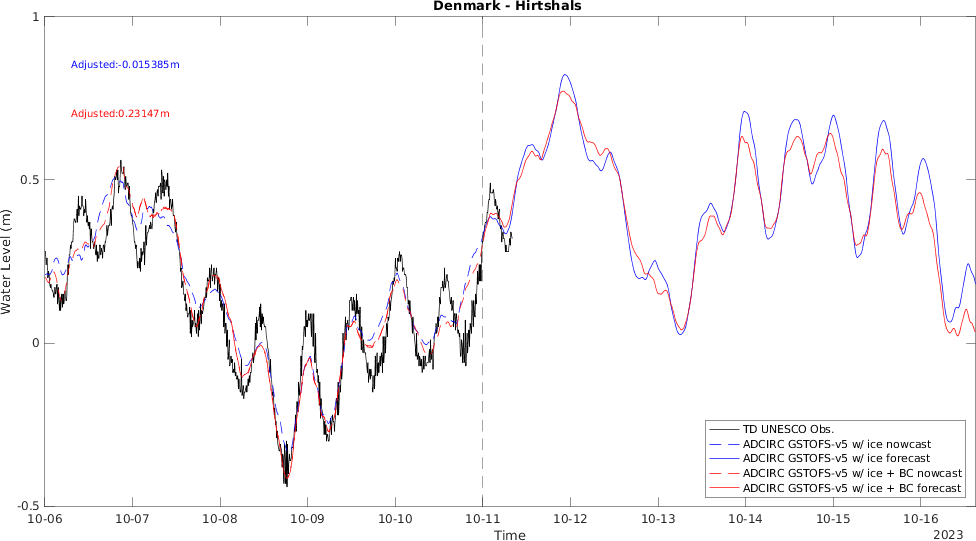 Denmark - Hirtshals
Adjusted:-0.015385m
Adjusted:0.23147m
Water Level (m)
1
0.5
0
-0.5
10-06 10-07 10-08 10-09 10-10 10-11 10-12 10-13 10-14 10-15 10-16
Time
2023
TD UNESCO Obs.
ADCIRC GSTOFS-v5 w/ ice nowcast
ADCIRC GSTOFS-v5 w/ ice forecast
ADCIRC GSTOFS-v5 w/ ice + BC nowcast
ADCIRC GSTOFS-v5 w/ ice + BC forecast